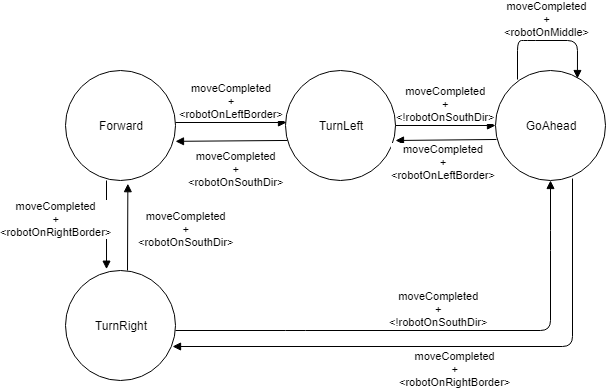 moveCompleted
+
<robotOnMiddle>
moveCompleted
+
<robotOnLeftBorder>
moveCompleted
+
<!robotOnSouthDir>
Forward
TurnLeft
GoAhead
moveCompleted
+
<robotOnSouthDir>
moveCompleted
+
<robotOnLeftBorder>
moveCompleted
+
<robotOnRightBorder>
moveCompleted
+
<robotOnSouthDir>
moveCompleted
+
<!robotOnSouthDir>
TurnRight
moveCompleted
+
<robotOnRightBorder>